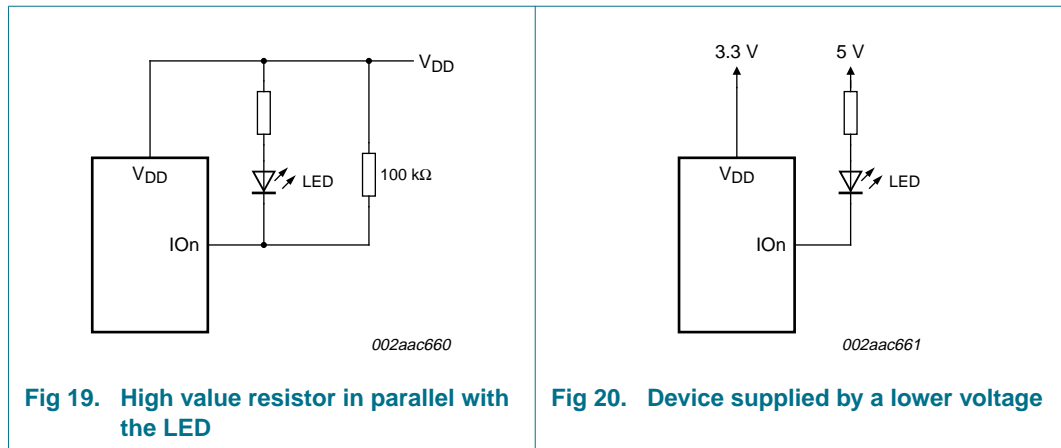 V_DD
V_DD
LED
100 kΩ
IOn
002aac660
Fig 19. High value resistor in parallel with
the LED
3.3 V
5 V
V_DD
LED
IOn
002aac661
Fig 20. Device supplied by a lower voltage